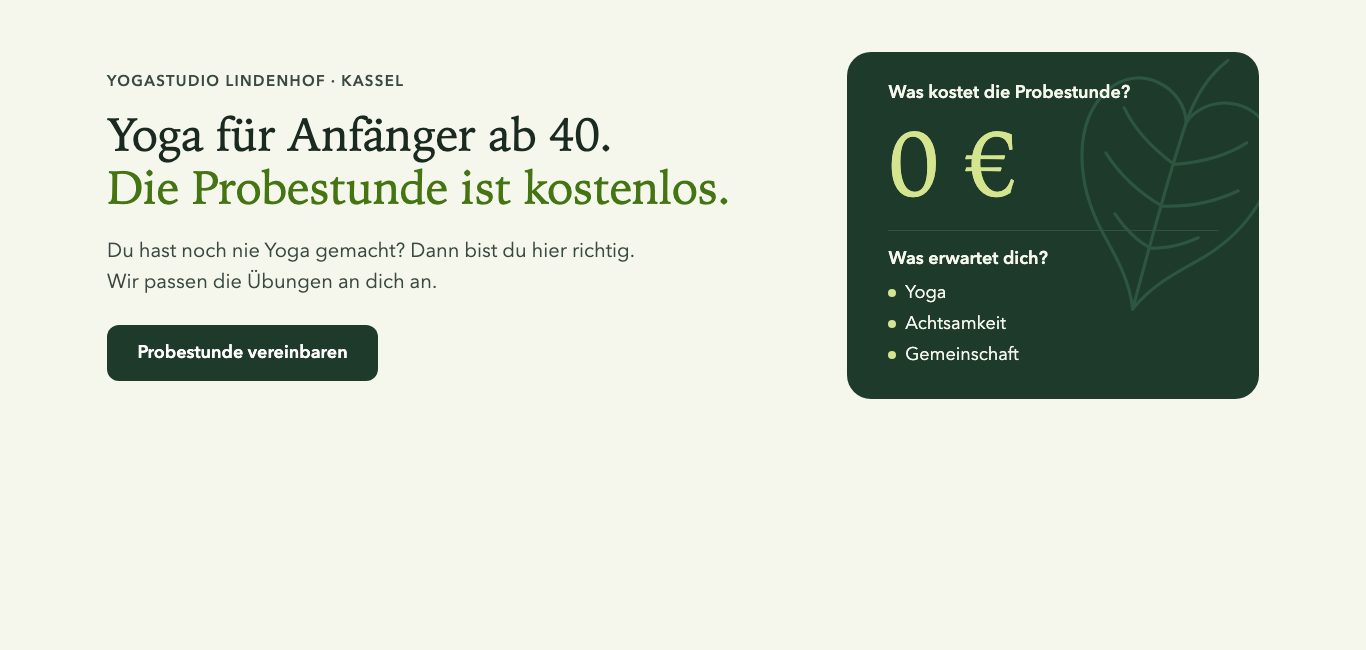 YOGASTUDIO LINDENHOF · KASSEL
Yoga für Anfänger ab 40.
Die Probestunde ist kostenlos.
Du hast noch nie Yoga gemacht? Dann bist du hier richtig.
Wir passen die Übungen an dich an.
Probestunde vereinbaren
Was kostet die Probestunde?
0 €
Was erwartet dich?
Yoga
Achtsamkeit
Gemeinschaft